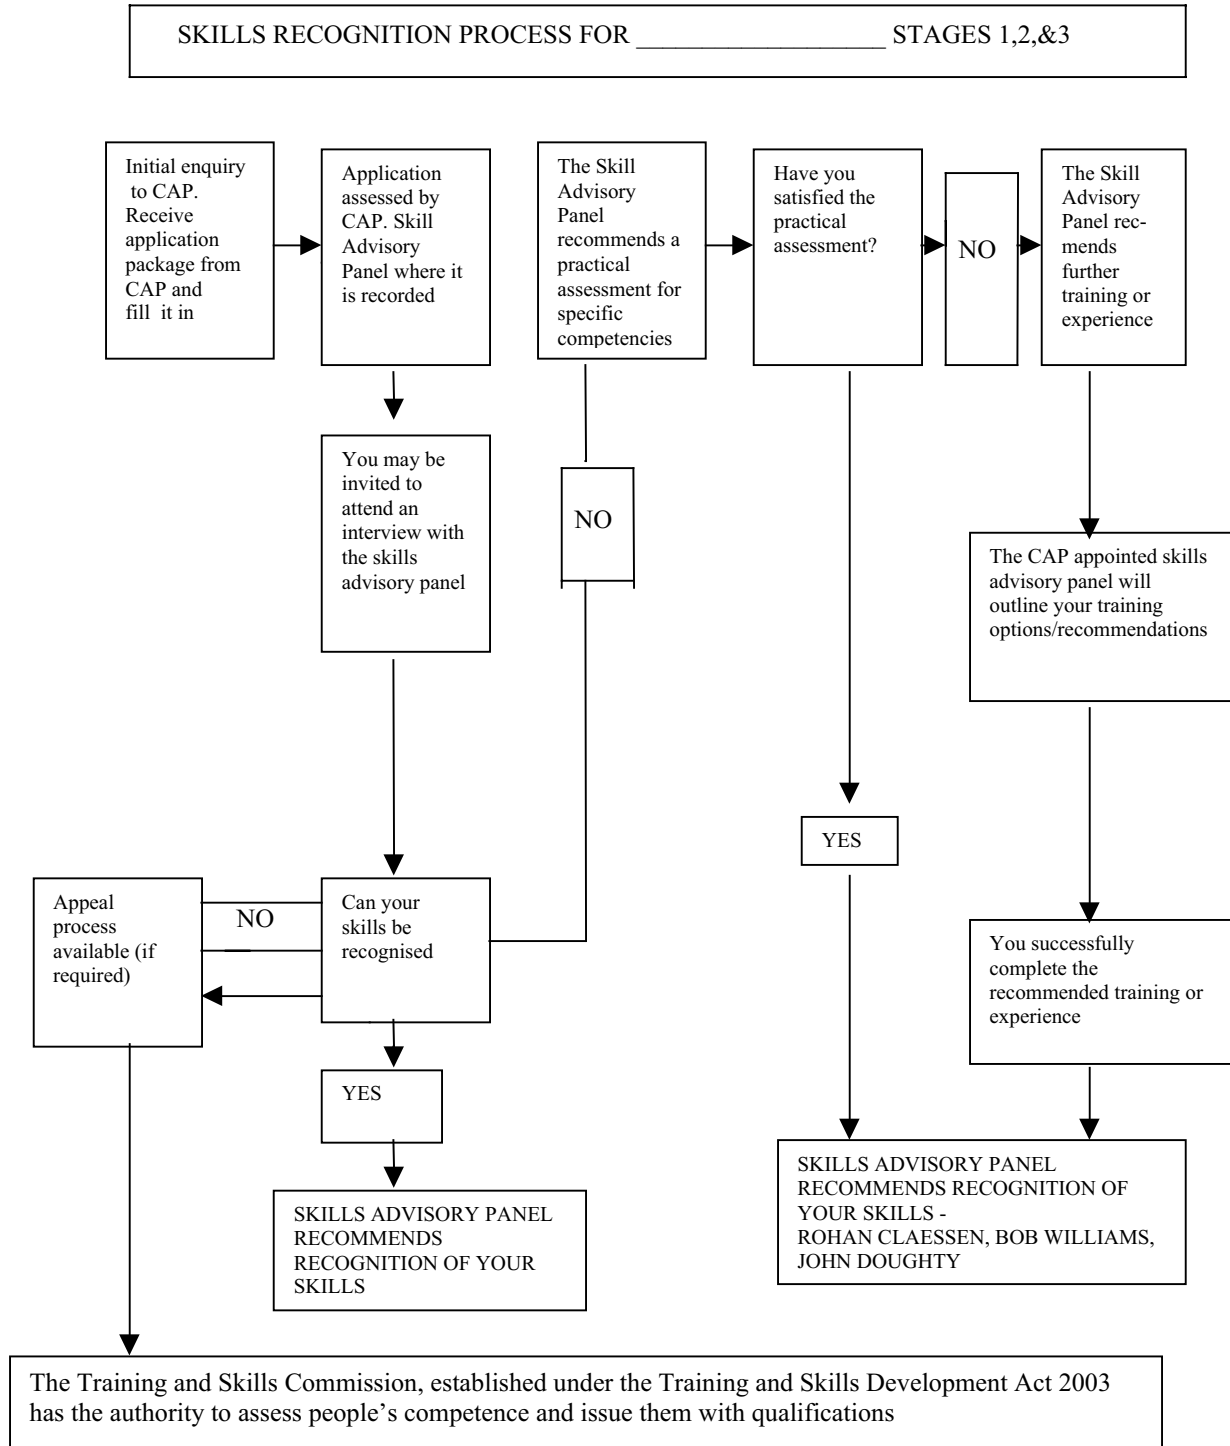 SKILLS RECOGNITION PROCESS FOR ___________________ STAGES 1,2,&3
Initial enquiry
to CAP.
Receive
application
package from
CAP and
fill it in
Application
assessed by
CAP. Skill
Advisory
Panel where it
is recorded
The Skill
Advisory
Panel
recommends a
practical
assessment for
specific
competencies
Have you
satisfied the
practical
assessment?
NO
The Skill
Advisory
Panel rec-
mends
further
training or
experience
You may be
invited to
attend an
interview with
the skills
advisory panel
NO
The CAP appointed skills
advisory panel will
outline your training
options/recommendations
YES
Appeal
process
available (if
required)
NO
Can your
skills be
recognised
You successfully
complete the
recommended training or
experience
YES
SKILLS ADVISORY PANEL
RECOMMENDS
RECOGNITION OF YOUR
SKILLS
SKILLS ADVISORY PANEL
RECOMMENDS RECOGNITION OF
YOUR SKILLS -
ROHAN CLAESSEN, BOB WILLIAMS,
JOHN DOUGHTY
The Training and Skills Commission, established under the Training and Skills Development Act 2003
has the authority to assess people's competence and issue them with qualifications